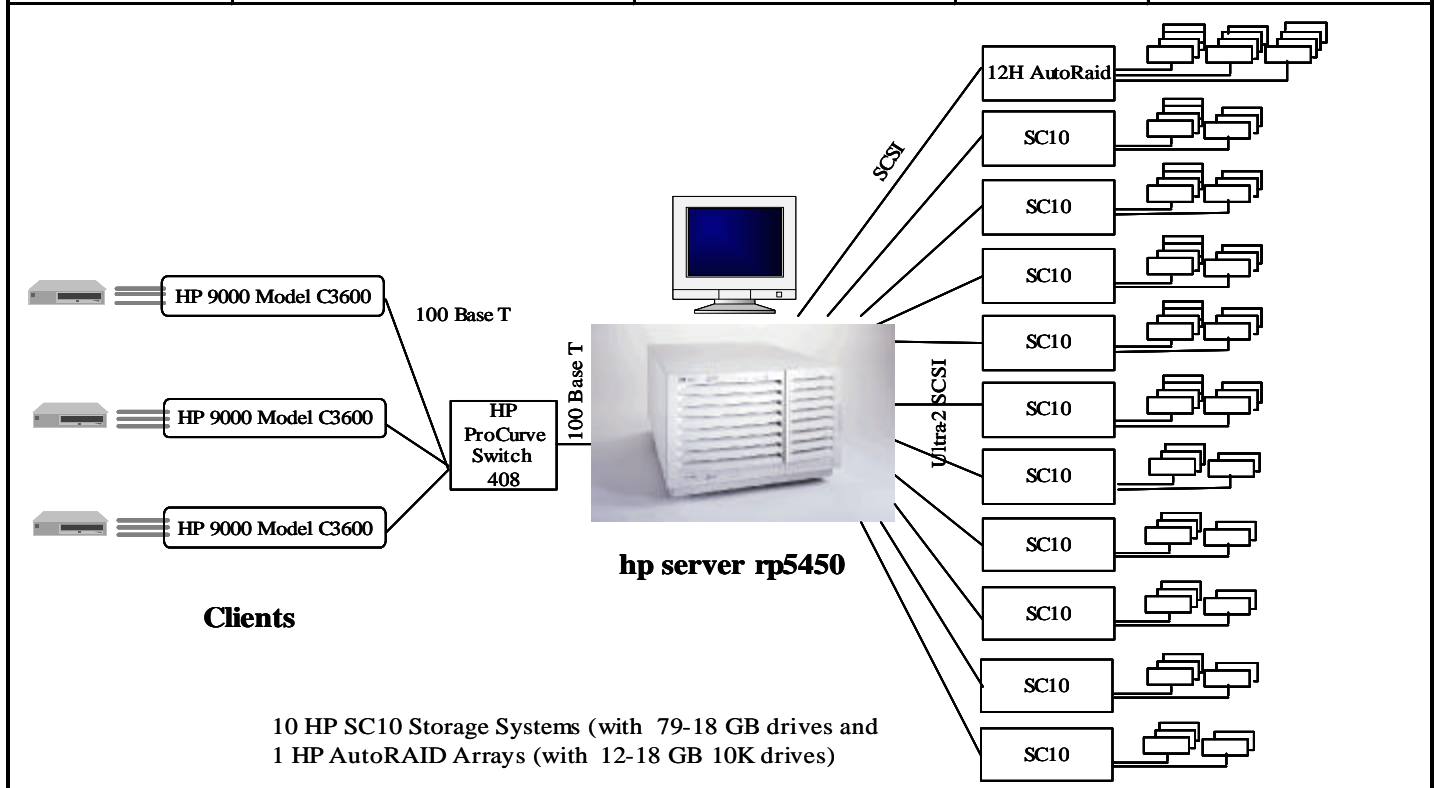 12H AutoRaid
SC10
SC10
SC10
SC10
SC10
SC10
SC10
SC10
SC10
SC10
SCSI
Ultra-2 SCSI
HP 9000 Model C3600
HP 9000 Model C3600
HP 9000 Model C3600
100 Base T
HP
ProCurve
Switch
408
100 Base T
hp server rp5450
Clients
10 HP SC10 Storage Systems (with 79-18 GB drives and
1 HP AutoRAID Arrays (with 12-18 GB 10K drives)